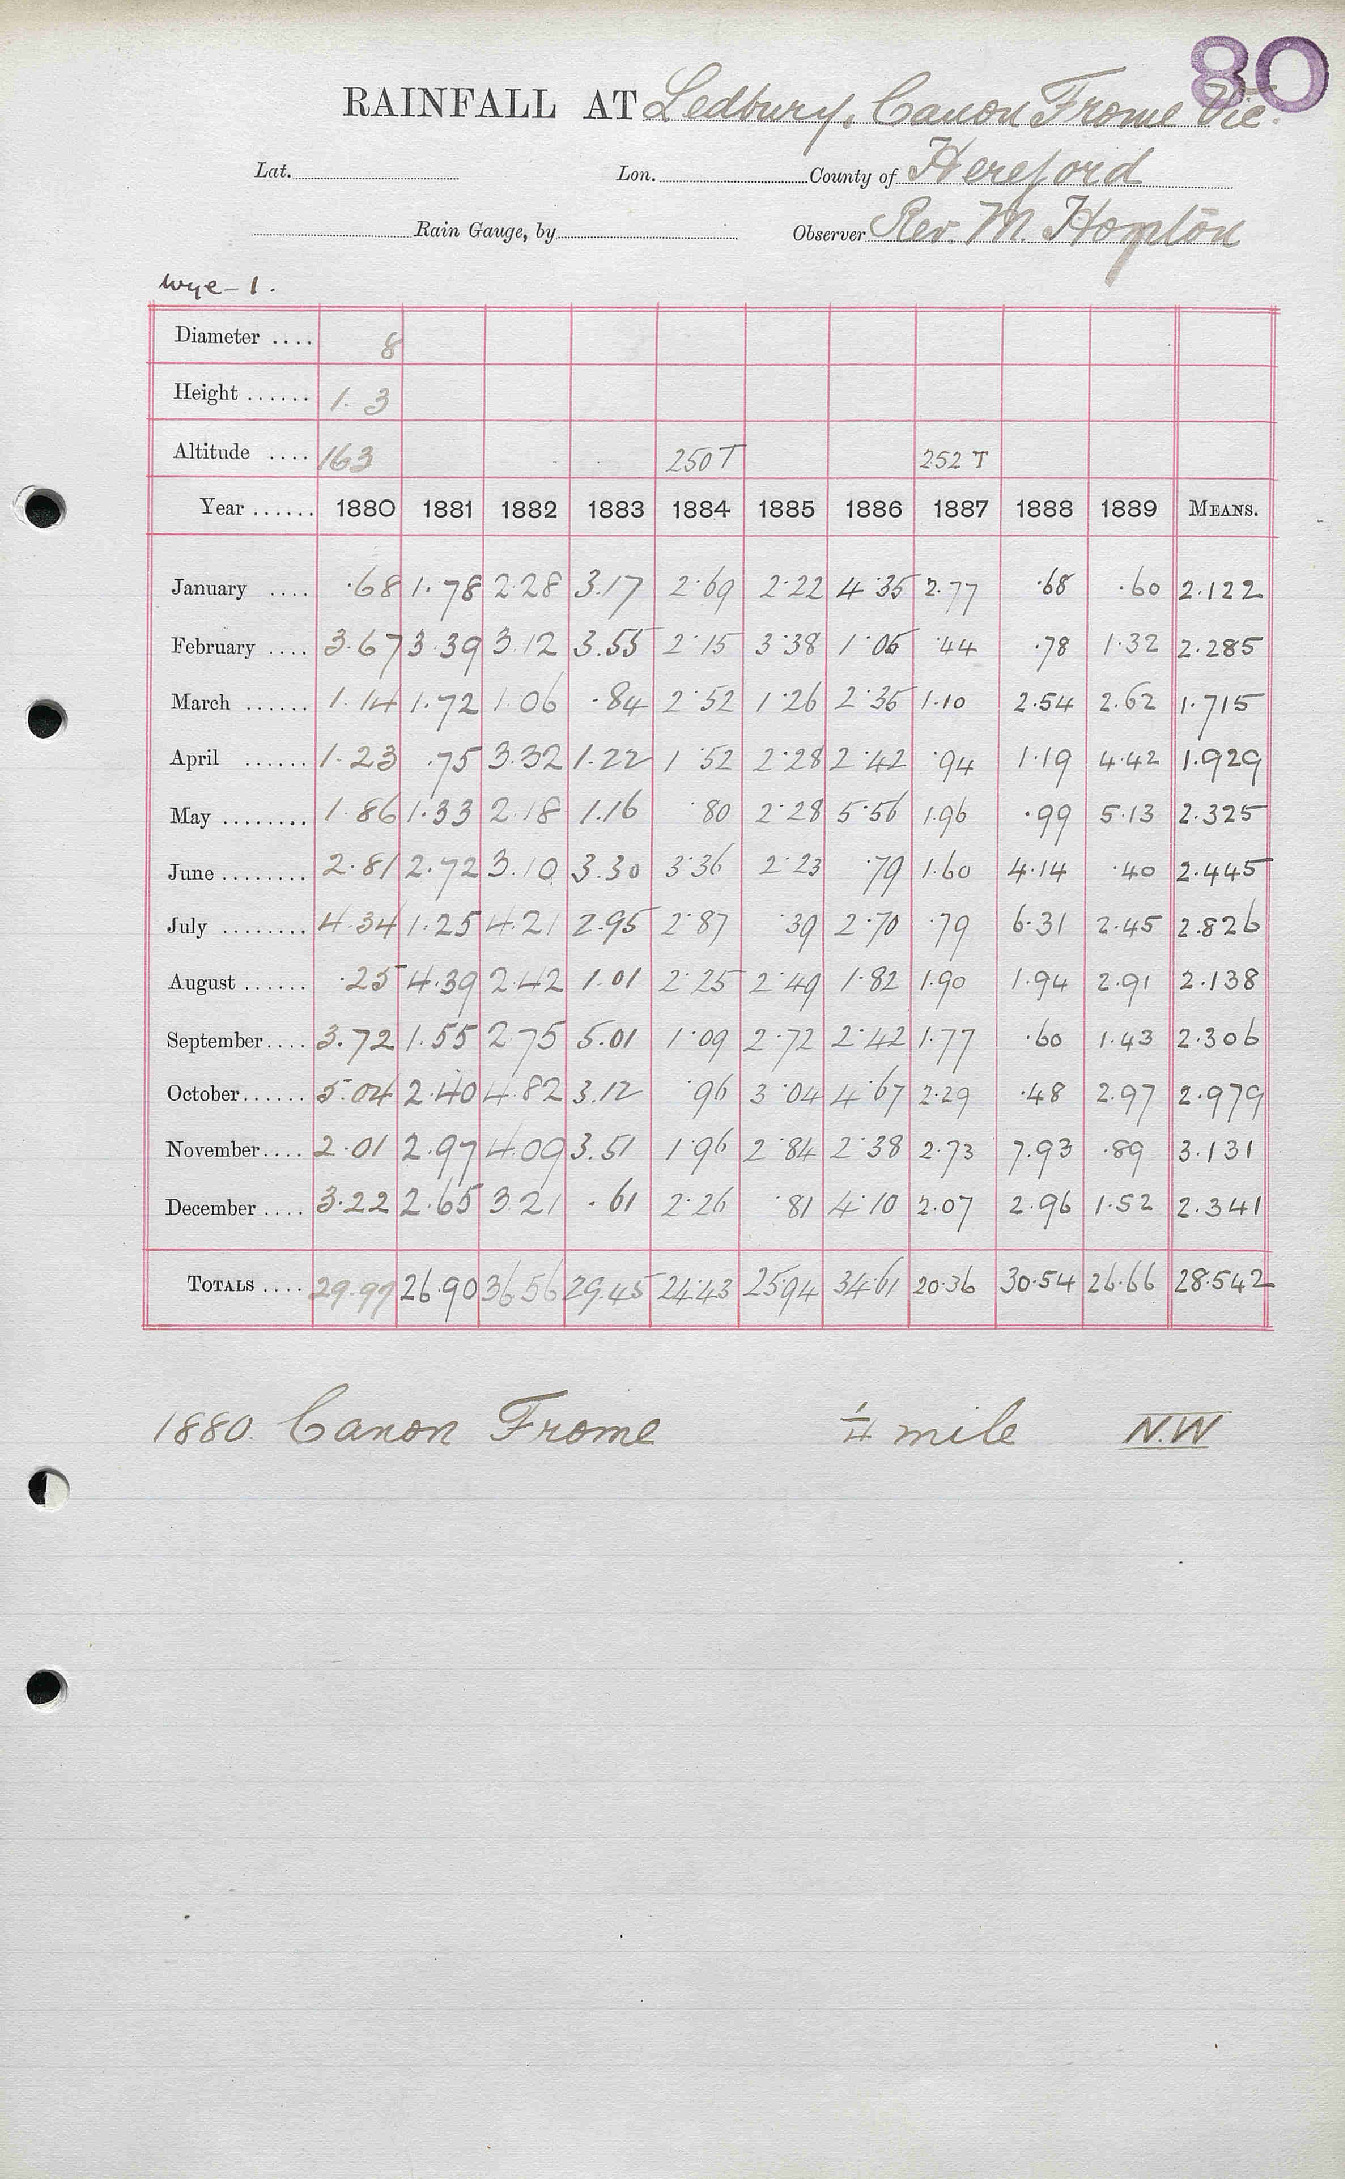 80
RAINFALL AT Ledbury, Canon Frome Vic.
Lat. Lon. County of Hereford
Rain Gauge, by Observer Rev. M. Hopton
Wye - 1.
Diameter .... 8
Height ...... 1. 3
Altitude .... 163 250 T 252 T
Year ...... 1880 1881 1882 1883 1884 1885 1886 1887 1888 1889 MEANS.
January .... .68 1.78 2.28 3.17 2.69 2.22 4.35 2.77 .68 .60 2.122
February .... 3.67 3.39 3.12 3.55 2.15 3.38 1.05 .44 .78 1.32 2.285
March ...... 1.14 1.72 1.06 .84 2.52 1.26 2.35 1.10 2.54 2.62 1.715
April ...... 1.23 .75 3.32 1.22 1.52 2.28 2.42 .94 1.19 4.42 1.929
May ........ 1.86 1.33 2.18 1.16 .80 2.28 5.56 1.96 .99 5.13 2.325
June ........ 2.81 2.72 3.10 3.30 3.36 2.23 .79 1.60 4.14 .40 2.445
July ........ 4.34 1.25 4.21 2.95 2.87 .39 2.70 .79 6.31 2.45 2.826
August ...... .25 4.39 2.42 1.01 2.25 2.49 1.82 1.90 1.94 2.91 2.138
September .... 3.72 1.55 2.75 5.01 1.09 2.72 2.42 1.77 .60 1.43 2.306
October ...... 5.04 2.40 4.82 3.12 .96 3.04 4.67 2.29 .48 2.97 2.979
November .... 2.01 2.97 4.09 3.51 1.96 2.84 2.38 2.73 7.93 .89 3.131
December .... 3.22 2.65 3.21 .61 2.26 .81 4.10 2.07 2.96 1.52 2.341
TOTALS .... 29.97 26.90 36.56 29.45 24.43 25.94 34.61 20.36 30.54 26.66 28.542
1880. Canon Frome 1/4 mile N.W